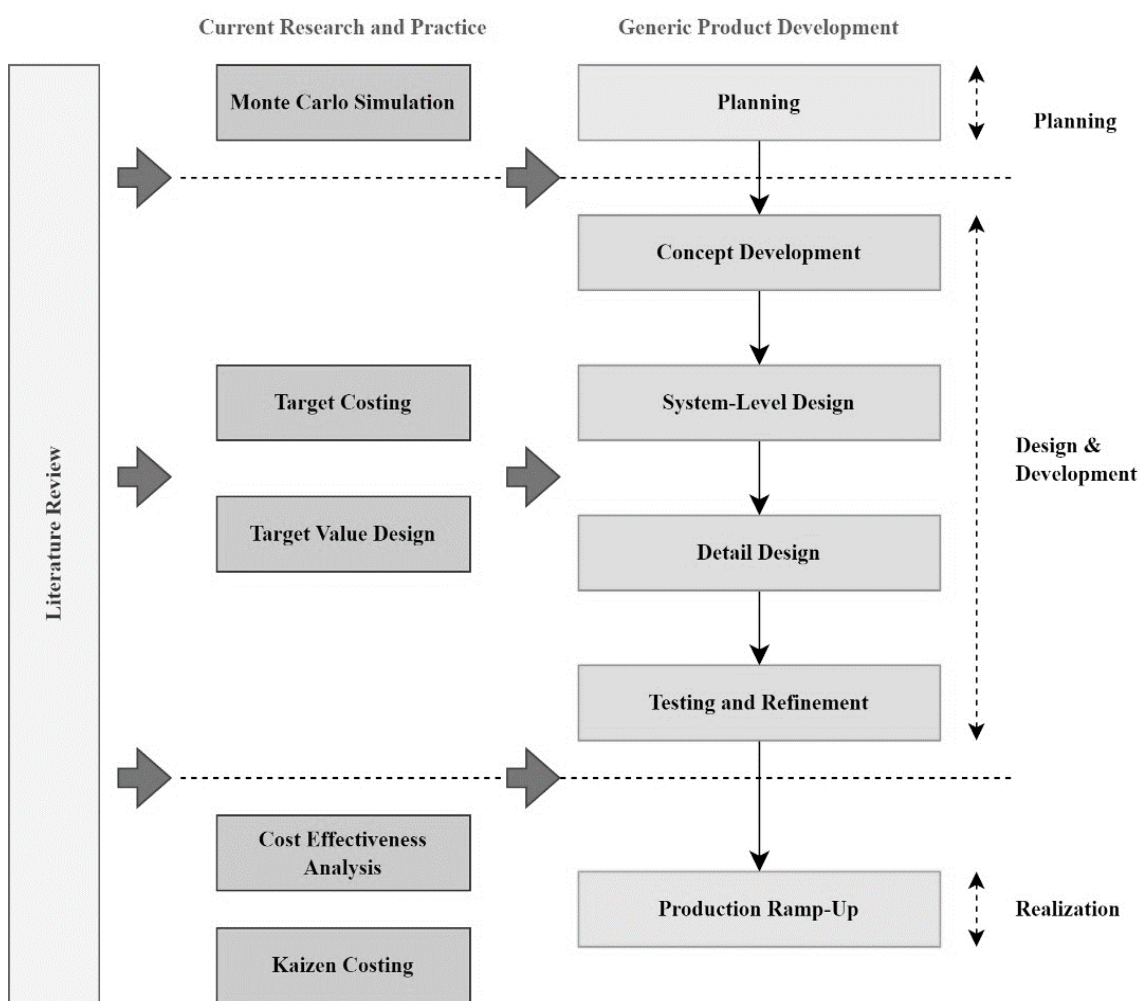 Current Research and Practice
Generic Product Development
Literature Review
Monte Carlo Simulation
Planning
Planning
Concept Development
Target Costing
System-Level Design
Design &
Development
Target Value Design
Detail Design
Testing and Refinement
Cost Effectiveness
Analysis
Production Ramp-Up
Realization
Kaizen Costing